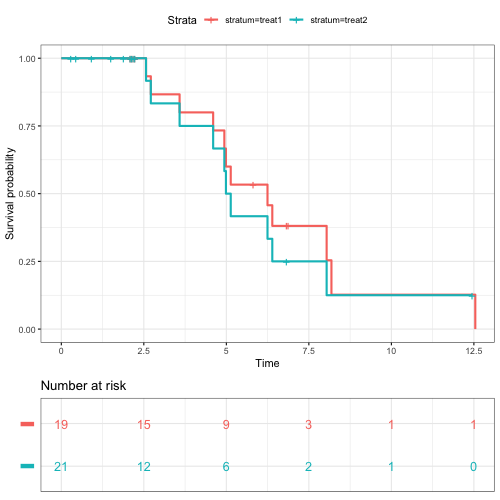 Strata stratum=treat1 stratum=treat2
Survival probability
1.00
0.75
0.50
0.25
0.00
0 2.5 5 7.5 10 12.5
Time
Number at risk
19 15 9 3 1 1
21 12 6 2 1 0